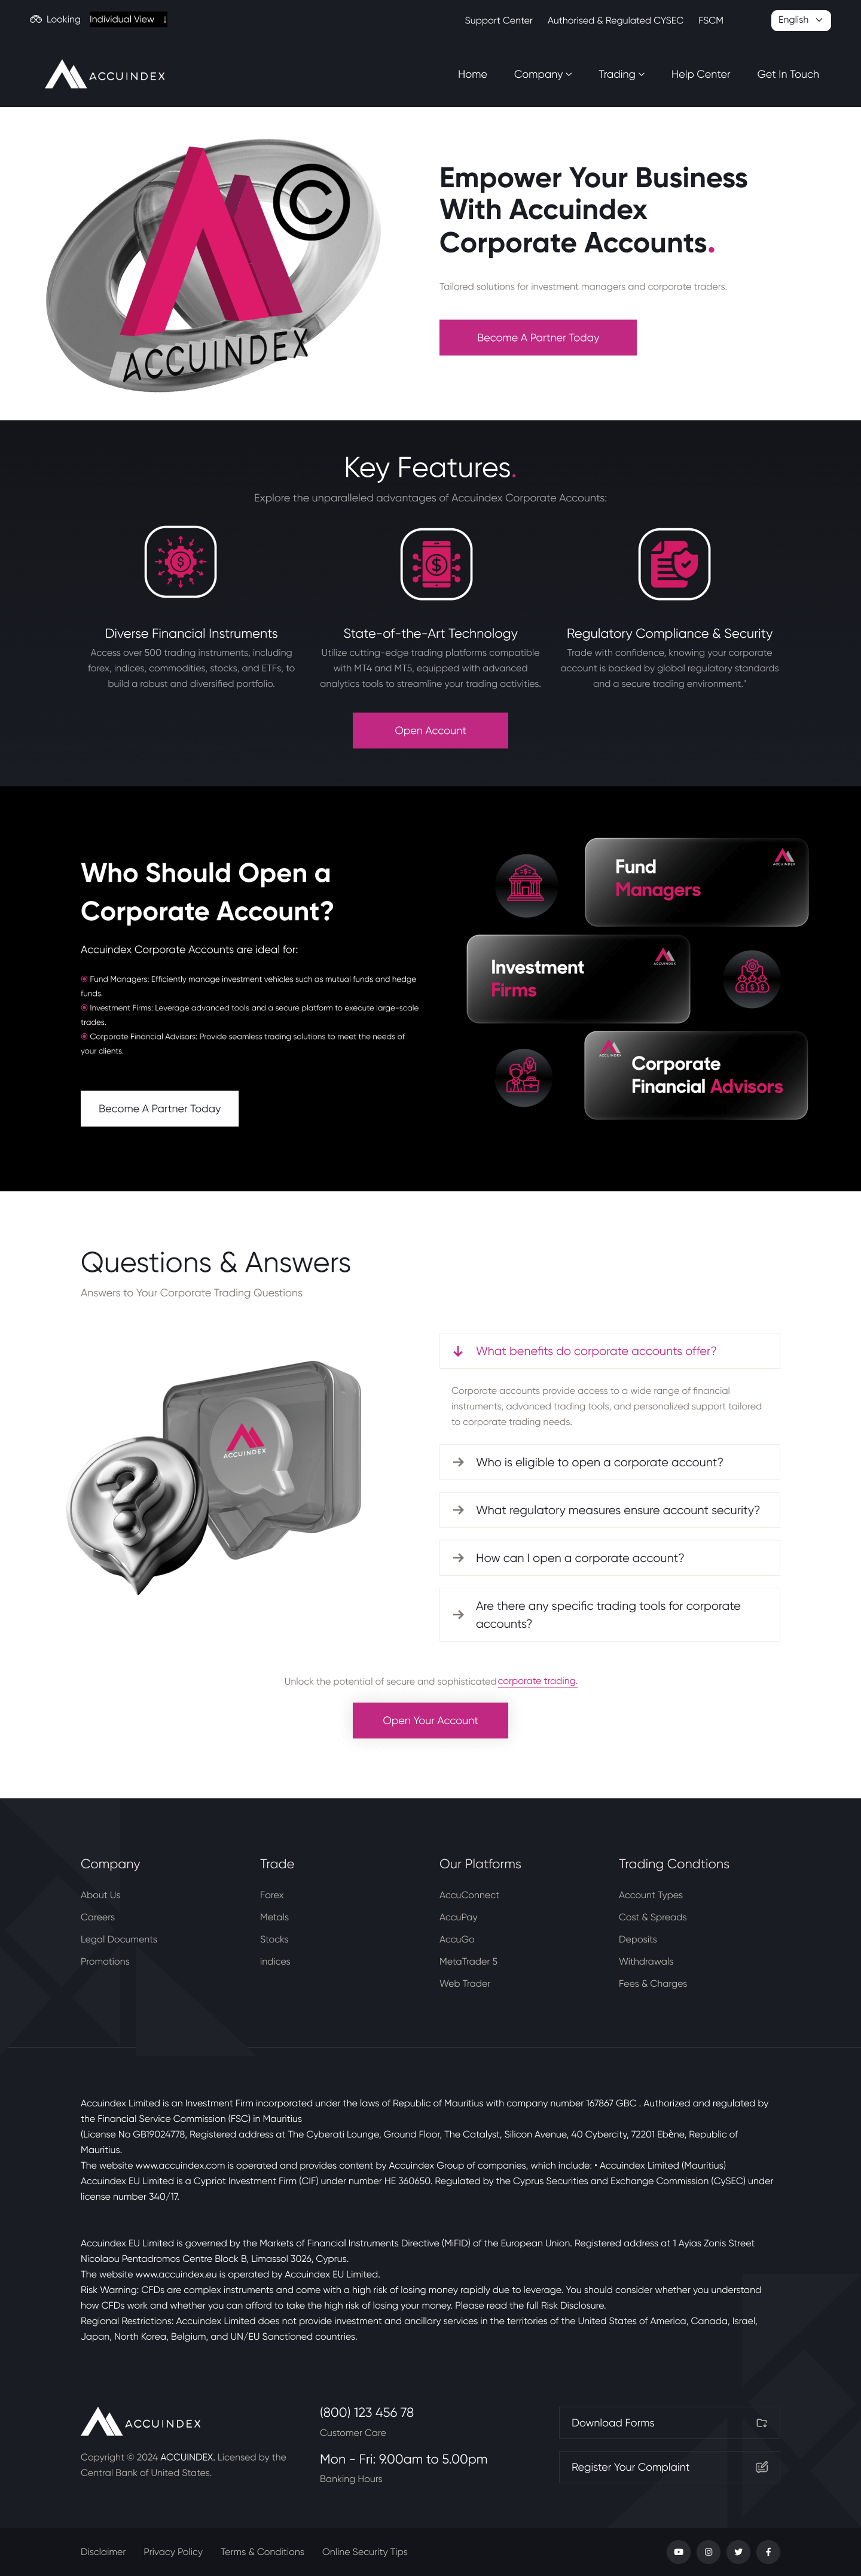 Looking Individual View ↓
Support Center Authorised & Regulated CYSEC FSCM English
ACCUINDEX
Home Company Trading Help Center Get In Touch
©
ACCUINDEX
Empower Your Business
With Accuindex
Corporate Accounts.
Tailored solutions for investment managers and corporate traders.
Become A Partner Today
Key Features.
Explore the unparalleled advantages of Accuindex Corporate Accounts:
Diverse Financial Instruments
Access over 500 trading instruments, including
forex, indices, commodities, stocks, and ETFs, to
build a robust and diversified portfolio.
State-of-the-Art Technology
Utilize cutting-edge trading platforms compatible
with MT4 and MT5, equipped with advanced
analytics tools to streamline your trading activities.
Regulatory Compliance & Security
Trade with confidence, knowing your corporate
account is backed by global regulatory standards
and a secure trading environment."
Open Account
Who Should Open a
Corporate Account?
Accuindex Corporate Accounts are ideal for:
Fund Managers: Efficiently manage investment vehicles such as mutual funds and hedge
funds.
Investment Firms: Leverage advanced tools and a secure platform to execute large-scale
trades.
Corporate Financial Advisors: Provide seamless trading solutions to meet the needs of
your clients.
Become A Partner Today
Fund
Managers
ACCUINDEX
Investment
Firms
ACCUINDEX
ACCUINDEX
Corporate
Financial Advisors
Questions & Answers
Answers to Your Corporate Trading Questions
ACCUINDEX
Q
?
What benefits do corporate accounts offer?
Corporate accounts provide access to a wide range of financial
instruments, advanced trading tools, and personalized support tailored
to corporate trading needs.
Who is eligible to open a corporate account?
What regulatory measures ensure account security?
How can I open a corporate account?
Are there any specific trading tools for corporate
accounts?
Unlock the potential of secure and sophisticated corporate trading.
Open Your Account
Company
About Us
Careers
Legal Documents
Promotions
Trade
Forex
Metals
Stocks
indices
Our Platforms
AccuConnect
AccuPay
AccuGo
MetaTrader 5
Web Trader
Trading Condtions
Account Types
Cost & Spreads
Deposits
Withdrawals
Fees & Charges
Accuindex Limited is an Investment Firm incorporated under the laws of Republic of Mauritius with company number 167867 GBC . Authorized and regulated by
the Financial Service Commission (FSC) in Mauritius
(License No GB19024778, Registered address at The Cyberati Lounge, Ground Floor, The Catalyst, Silicon Avenue, 40 Cybercity, 72201 Ebène, Republic of
Mauritius.
The website www.accuindex.com is operated and provides content by Accuindex Group of companies, which include: • Accuindex Limited (Mauritius)
Accuindex EU Limited is a Cypriot Investment Firm (CIF) under number HE 360650. Regulated by the Cyprus Securities and Exchange Commission (CySEC) under
license number 340/17.
Accuindex EU Limited is governed by the Markets of Financial Instruments Directive (MiFID) of the European Union. Registered address at 1 Ayias Zonis Street
Nicolaou Pentadromos Centre Block B, Limassol 3026, Cyprus.
The website www.accuindex.eu is operated by Accuindex EU Limited.
Risk Warning: CFDs are complex instruments and come with a high risk of losing money rapidly due to leverage. You should consider whether you understand
how CFDs work and whether you can afford to take the high risk of losing your money. Please read the full Risk Disclosure.
Regional Restrictions: Accuindex Limited does not provide investment and ancillary services in the territories of the United States of America, Canada, Israel,
Japan, North Korea, Belgium, and UN/EU Sanctioned countries.
ACCUINDEX
Copyright © 2024 ACCUINDEX. Licensed by the
Central Bank of United States.
(800) 123 456 78
Customer Care
Mon - Fri: 9.00am to 5.00pm
Banking Hours
Download Forms
Register Your Complaint
Disclaimer Privacy Policy Terms & Conditions Online Security Tips